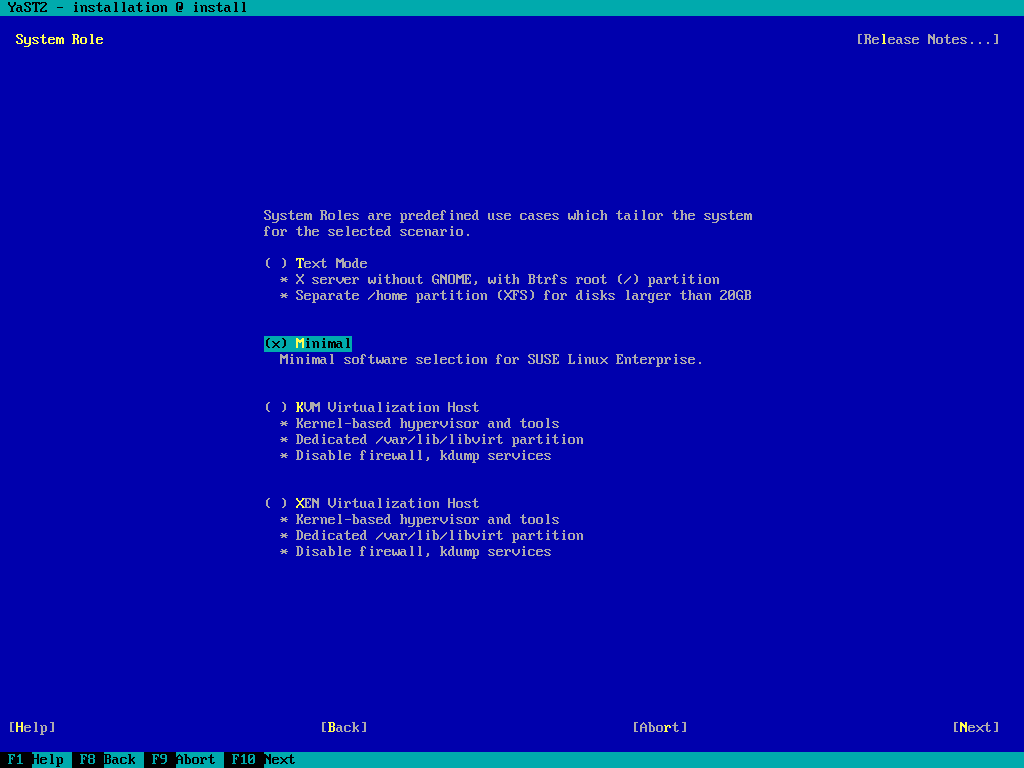 YaST2 - installation @ install
System Role [Release Notes...]
System Roles are predefined use cases which tailor the system
for the selected scenario.
( ) Text Mode
* X server without GNOME, with Btrfs root (/) partition
* Separate /home partition (XFS) for disks larger than 20GB
(x) Minimal
Minimal software selection for SUSE Linux Enterprise.
( ) KVM Virtualization Host
* Kernel-based hypervisor and tools
* Dedicated /var/lib/libvirt partition
* Disable firewall, kdump services
( ) XEN Virtualization Host
* Kernel-based hypervisor and tools
* Dedicated /var/lib/libvirt partition
* Disable firewall, kdump services
[Help] [Back] [Abort] [Next]
F1 Help F8 Back F9 Abort F10 Next